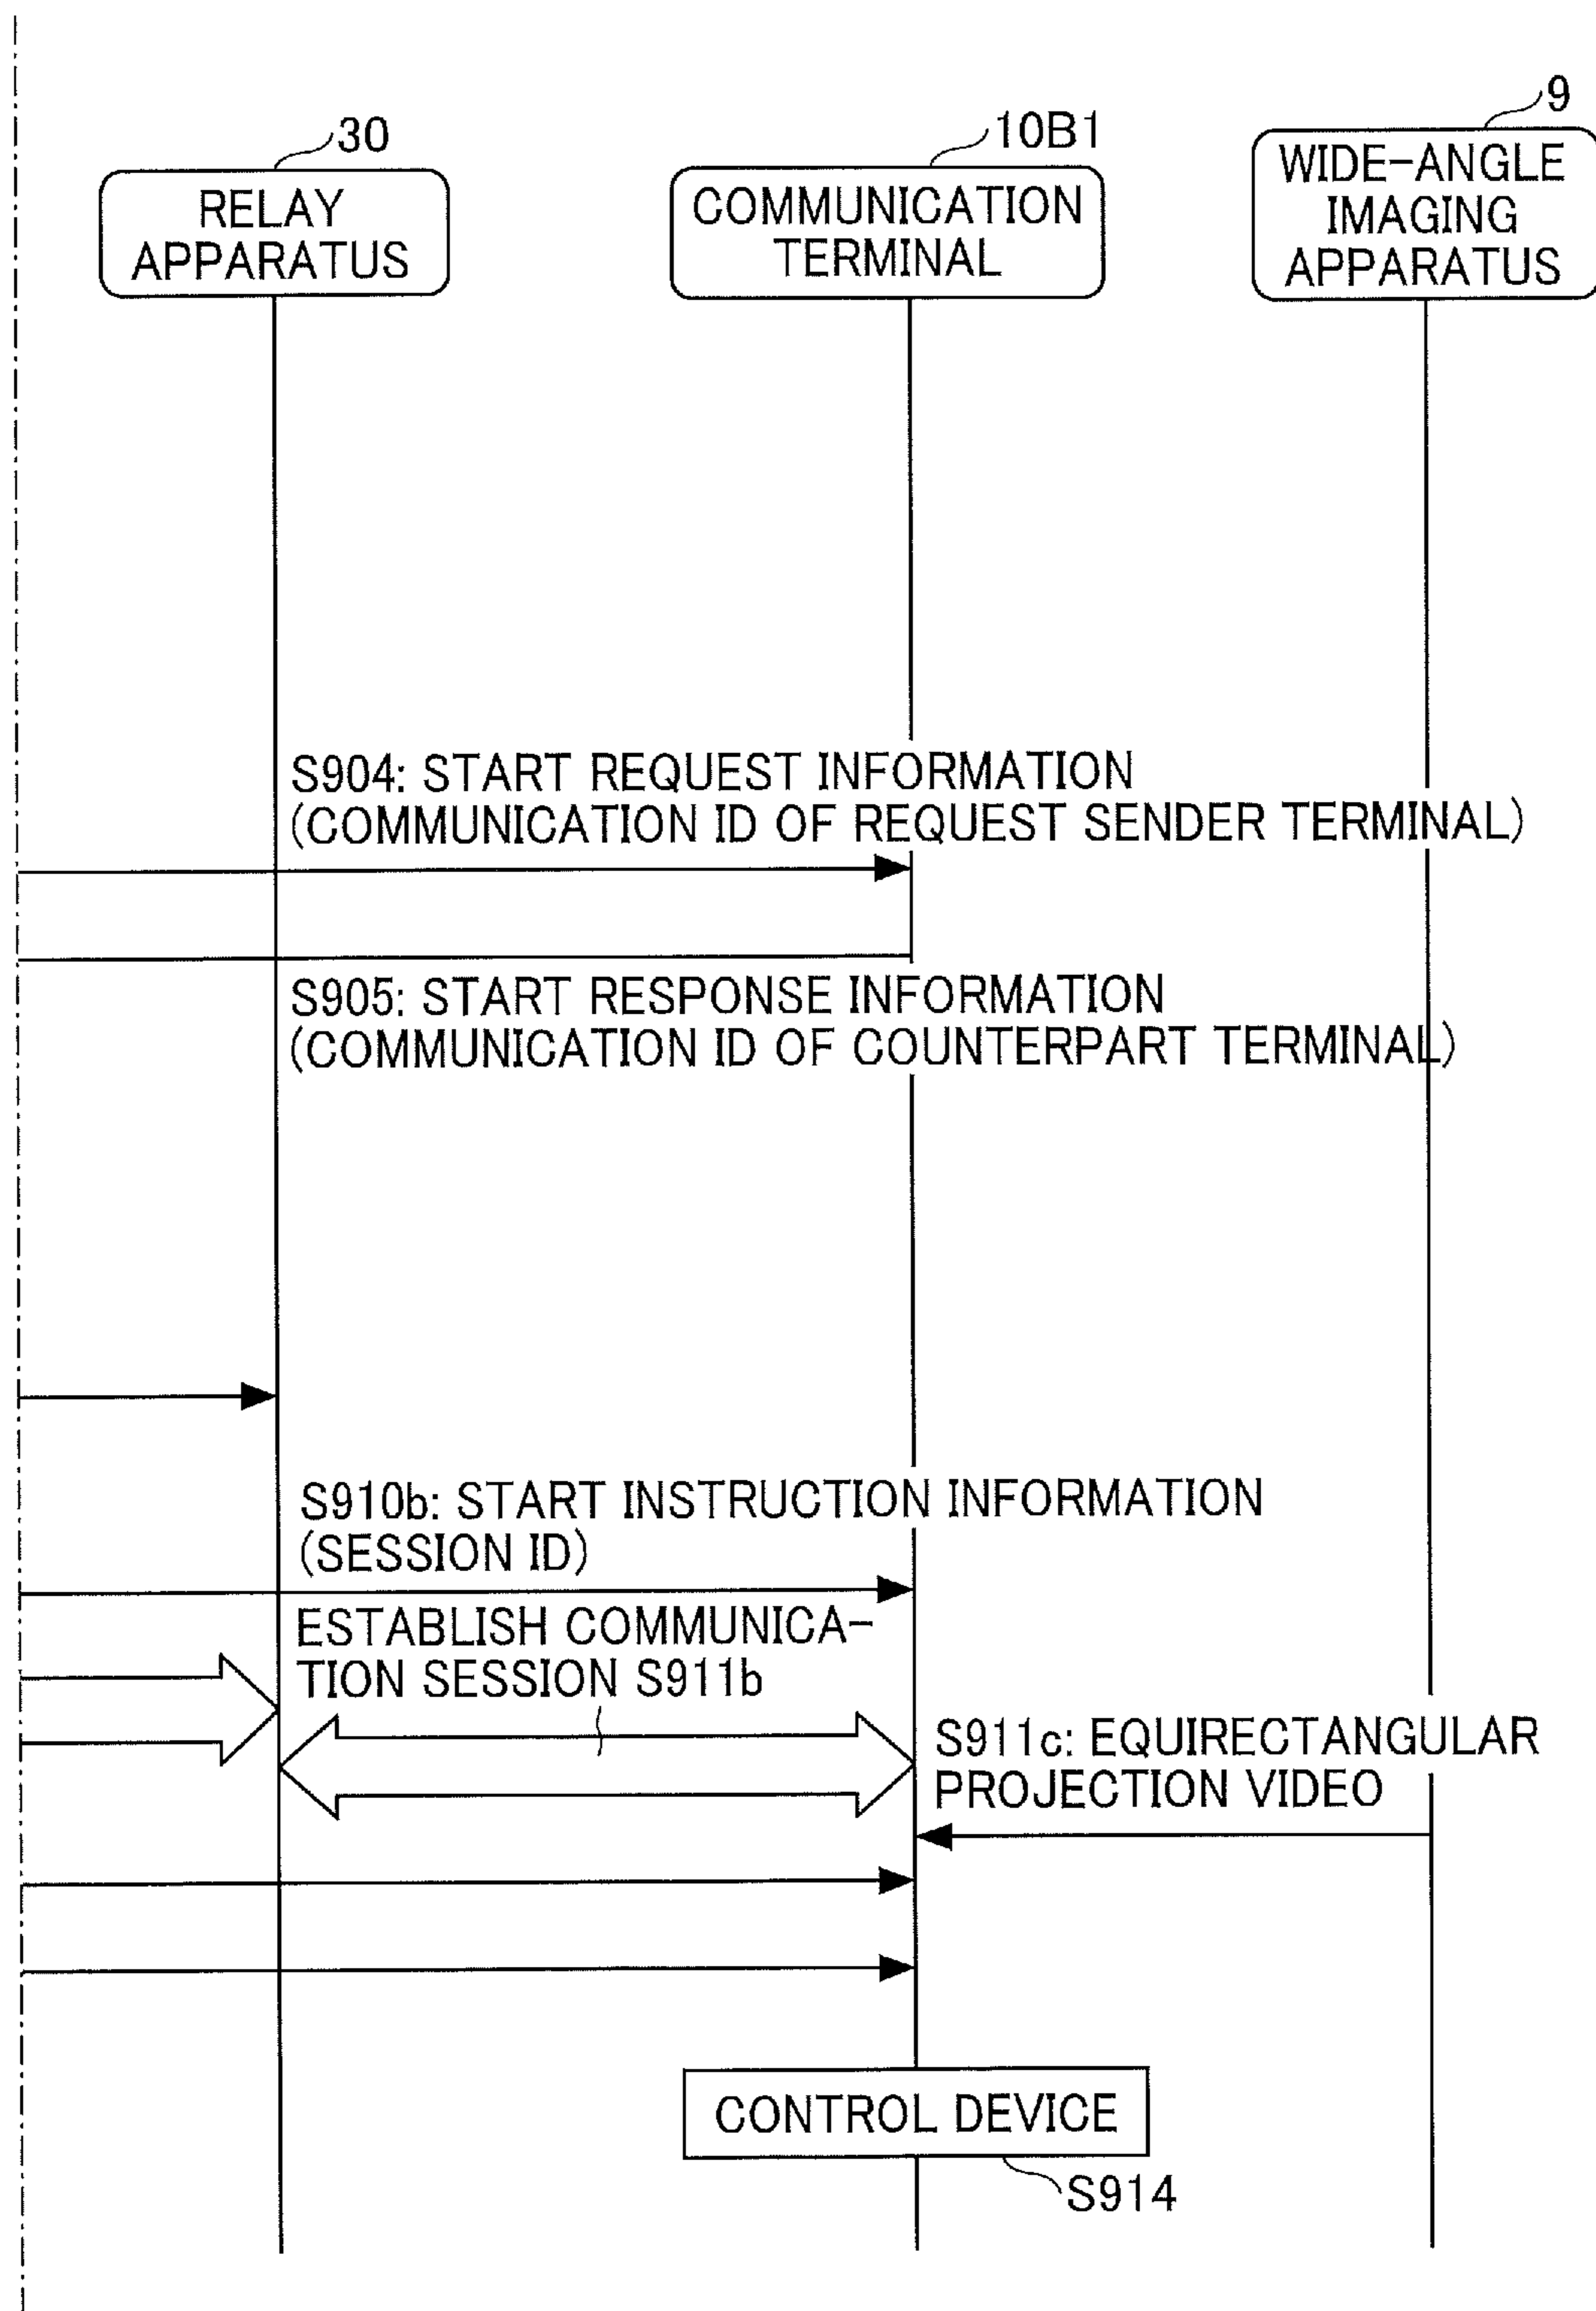 30
RELAY
APPARATUS
10B1
COMMUNICATION
TERMINAL
9
WIDE-ANGLE
IMAGING
APPARATUS
S904: START REQUEST INFORMATION
(COMMUNICATION ID OF REQUEST SENDER TERMINAL)
S905: START RESPONSE INFORMATION
(COMMUNICATION ID OF COUNTERPART TERMINAL)
S910b: START INSTRUCTION INFORMATION
(SESSION ID)
ESTABLISH COMMUNICA-
TION SESSION S911b
S911c: EQUIRECTANGULAR
PROJECTION VIDEO
CONTROL DEVICE
S914